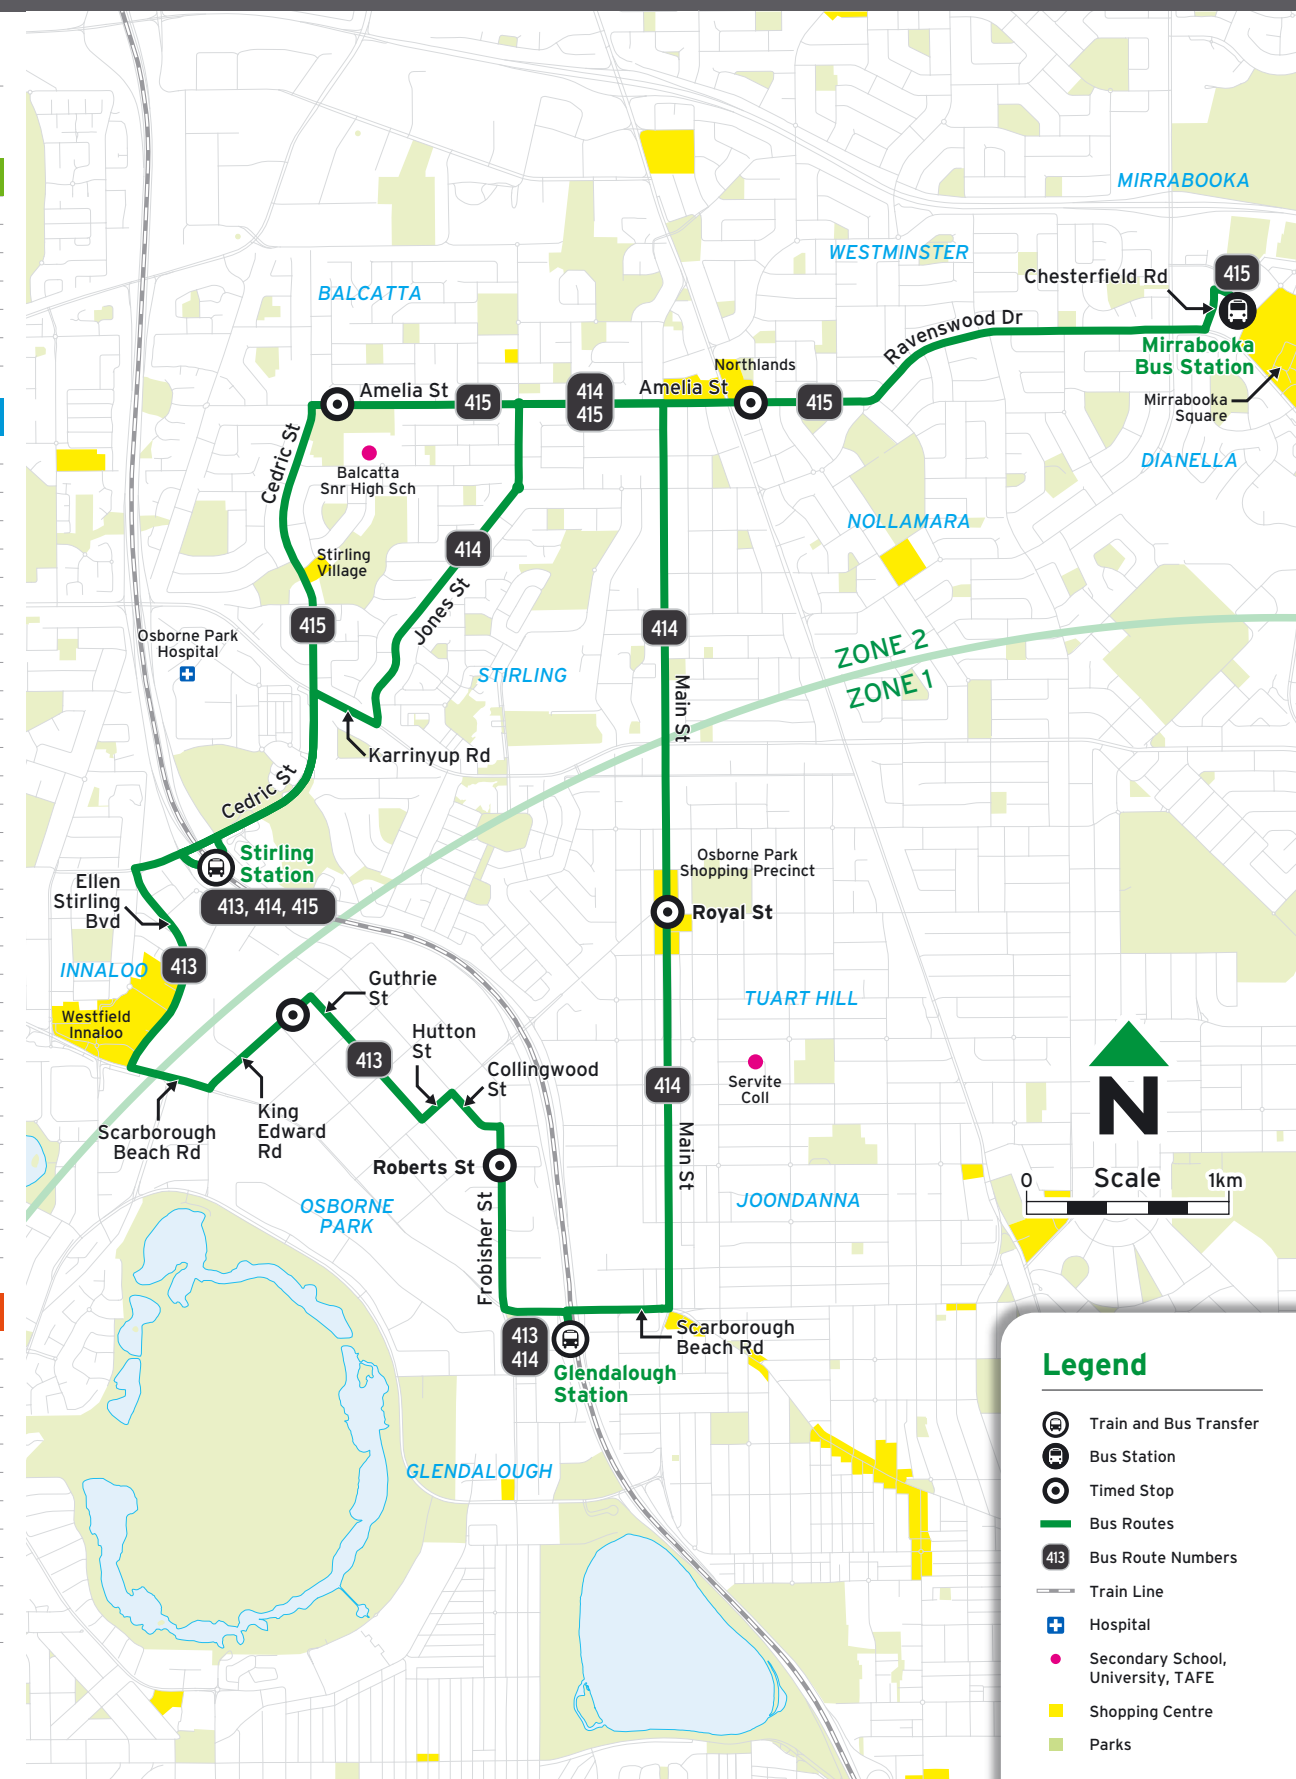 MIRRABOOKA
WESTMINSTER
Chesterfield Rd
415
BALCATTA
Ravenswood Dr
Mirrabooka
Bus Station
Northlands
Amelia St
415
414
415
Amelia St
415
Mirrabooka
Square
Cedric St
Balcatta
Snr High Sch
DIANELLA
NOLLAMARA
414
Stirling
Village
Jones St
415
414
Osborne Park
Hospital
ZONE 2
ZONE 1
STIRLING
Main St
Karrinyup Rd
Cedric St
Stirling
Station
413, 414, 415
Ellen
Stirling
Bvd
Osborne Park
Shopping Precinct
Royal St
INNALOO
413
Guthrie
St
TUART HILL
Westfield
Innaloo
Hutton
St
413
Collingwood
St
414
Servite
Coll
King
Edward
Rd
Scarborough
Beach Rd
Main St
N
Roberts St
Scale
0
1km
OSBORNE
PARK
JOONDANNA
Frobisher St
413
414
Scarborough
Beach Rd
Glendalough
Station
GLENDALOUGH
Legend
Train and Bus Transfer
Bus Station
Timed Stop
Bus Routes
413
Bus Route Numbers
Train Line
Hospital
Secondary School,
University, TAFE
Shopping Centre
Parks